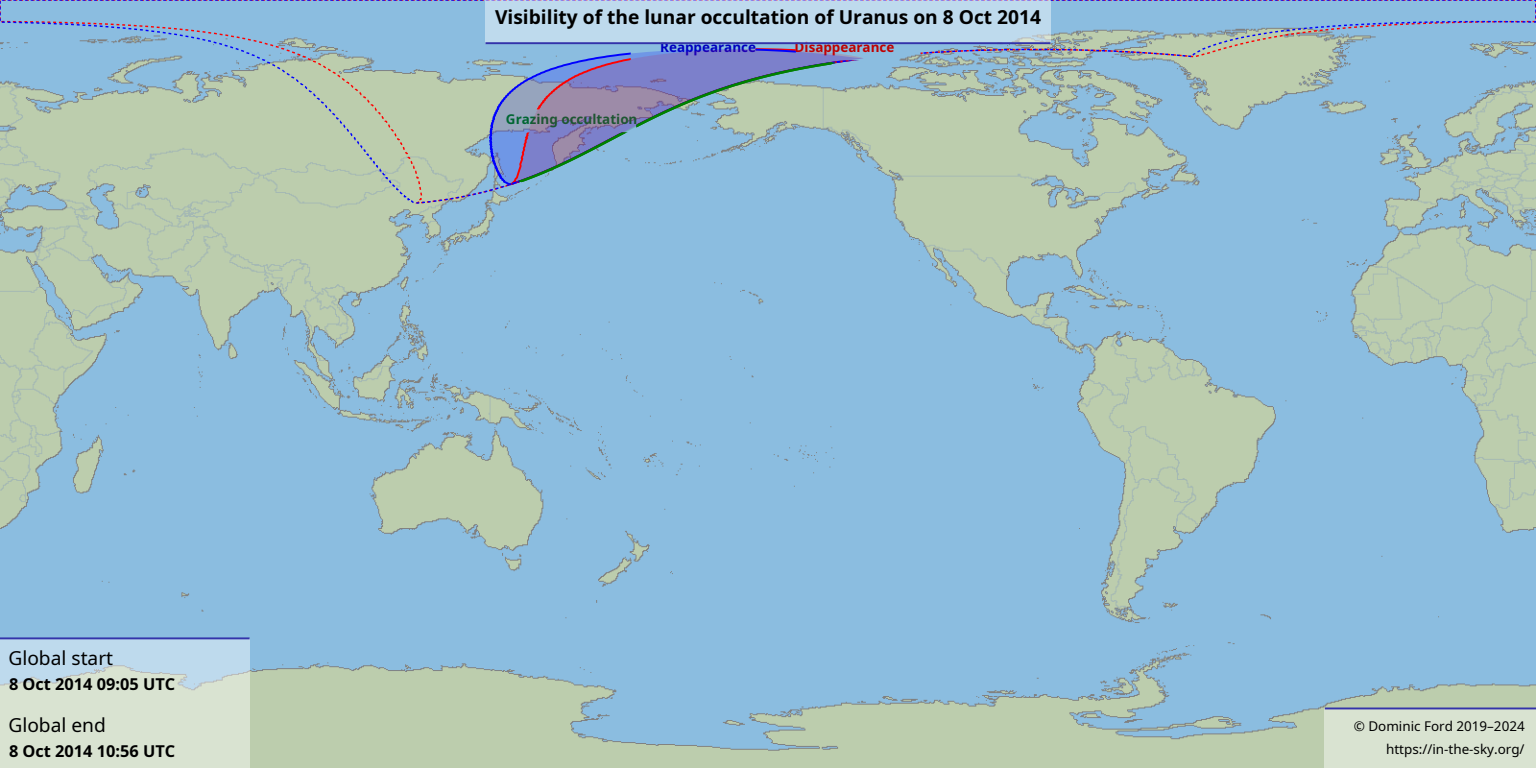 Visibility of the lunar occultation of Uranus on 8 Oct 2014
Reappearance
Disappearance
Grazing occultation
Global start
8 Oct 2014 09:05 UTC
Global end
8 Oct 2014 10:56 UTC
© Dominic Ford 2019–2024
https://in-the-sky.org/